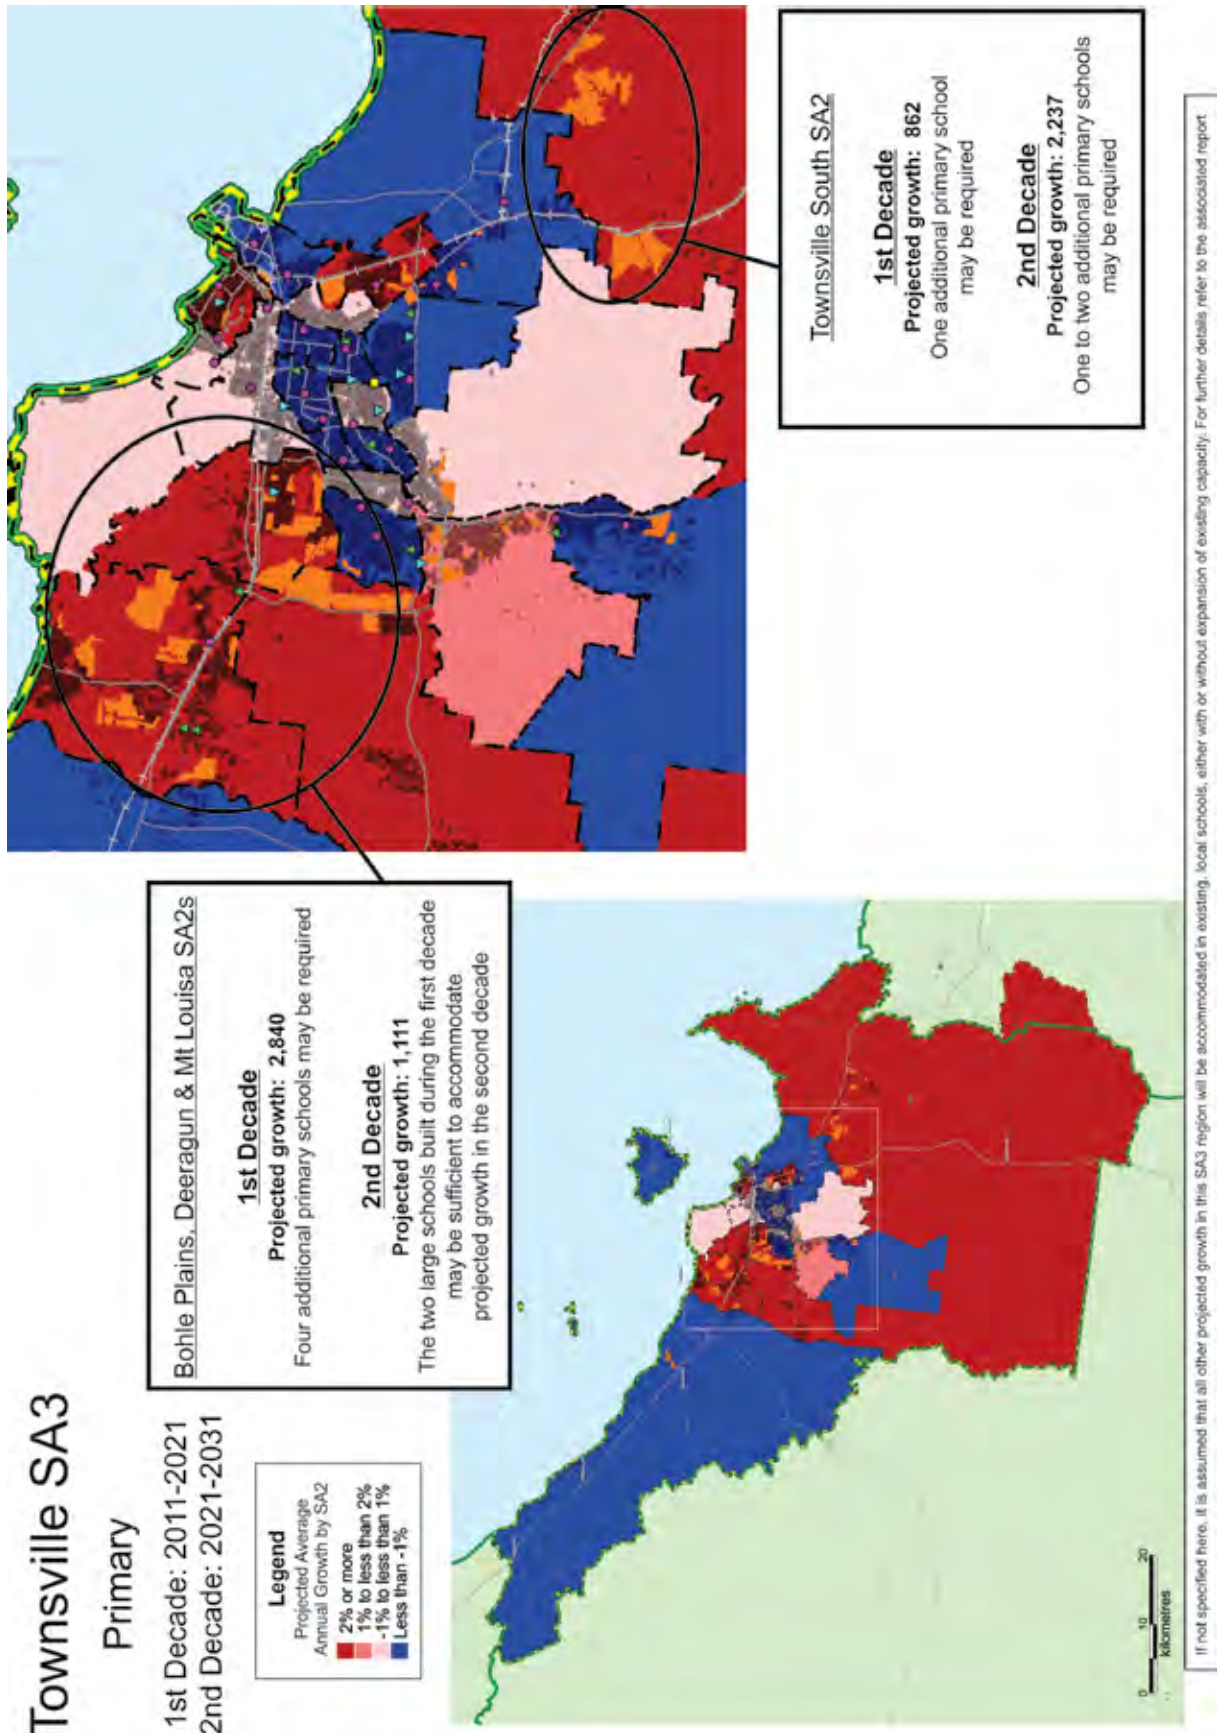 Townsville SA3
Primary
1st Decade: 2011-2021
2nd Decade: 2021-2031
Legend
Projected Average
Annual Growth by SA2
2% or more
1% to less than 2%
-1% to less than 1%
Less than -1%
Bohle Plains, Deeragun & Mt Louisa SA2s
1st Decade
Projected growth: 2,840
Four additional primary schools may be required
2nd Decade
Projected growth: 1,111
The two large schools built during the first decade
may be sufficient to accommodate
projected growth in the second decade
Townsville South SA2
1st Decade
Projected growth: 862
One additional primary school
may be required
2nd Decade
Projected growth: 2,237
One to two additional primary schools
may be required
0 10 20
kilometres
If not specified here, it is assumed that all other projected growth in this SA3 region will be accommodated in existing, local schools, either with or without expansion of existing capacity. For further details refer to the associated report